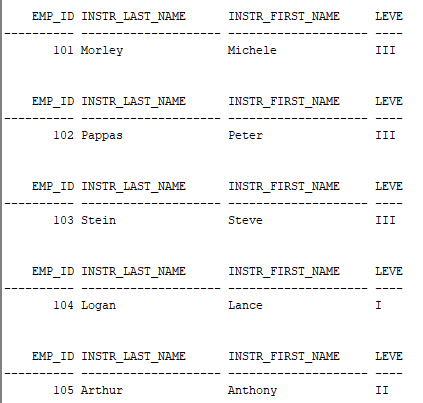 EMP_ID INSTR_LAST_NAME      INSTR_FIRST_NAME     LEVE
---------- -------------------- -------------------- ----
101 Morley               Michele              III
EMP_ID INSTR_LAST_NAME      INSTR_FIRST_NAME     LEVE
---------- -------------------- -------------------- ----
102 Pappas               Peter                III
EMP_ID INSTR_LAST_NAME      INSTR_FIRST_NAME     LEVE
---------- -------------------- -------------------- ----
103 Stein                Steve                III
EMP_ID INSTR_LAST_NAME      INSTR_FIRST_NAME     LEVE
---------- -------------------- -------------------- ----
104 Logan                Lance                I
EMP_ID INSTR_LAST_NAME      INSTR_FIRST_NAME     LEVE
---------- -------------------- -------------------- ----
105 Arthur               Anthony              II